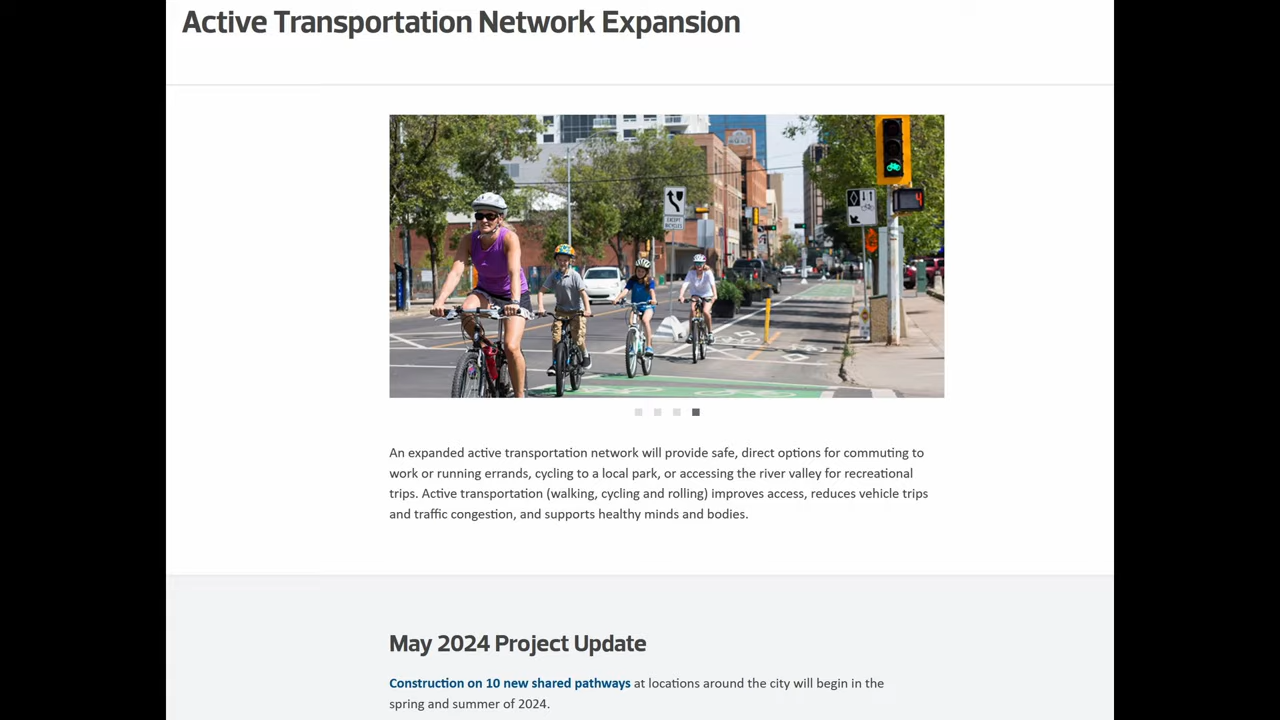 Active Transportation Network Expansion
EXCEPT
BICYCLES
4
An expanded active transportation network will provide safe, direct options for commuting to
work or running errands, cycling to a local park, or accessing the river valley for recreational
trips. Active transportation (walking, cycling and rolling) improves access, reduces vehicle trips
and traffic congestion, and supports healthy minds and bodies.
May 2024 Project Update
Construction on 10 new shared pathways at locations around the city will begin in the
spring and summer of 2024.